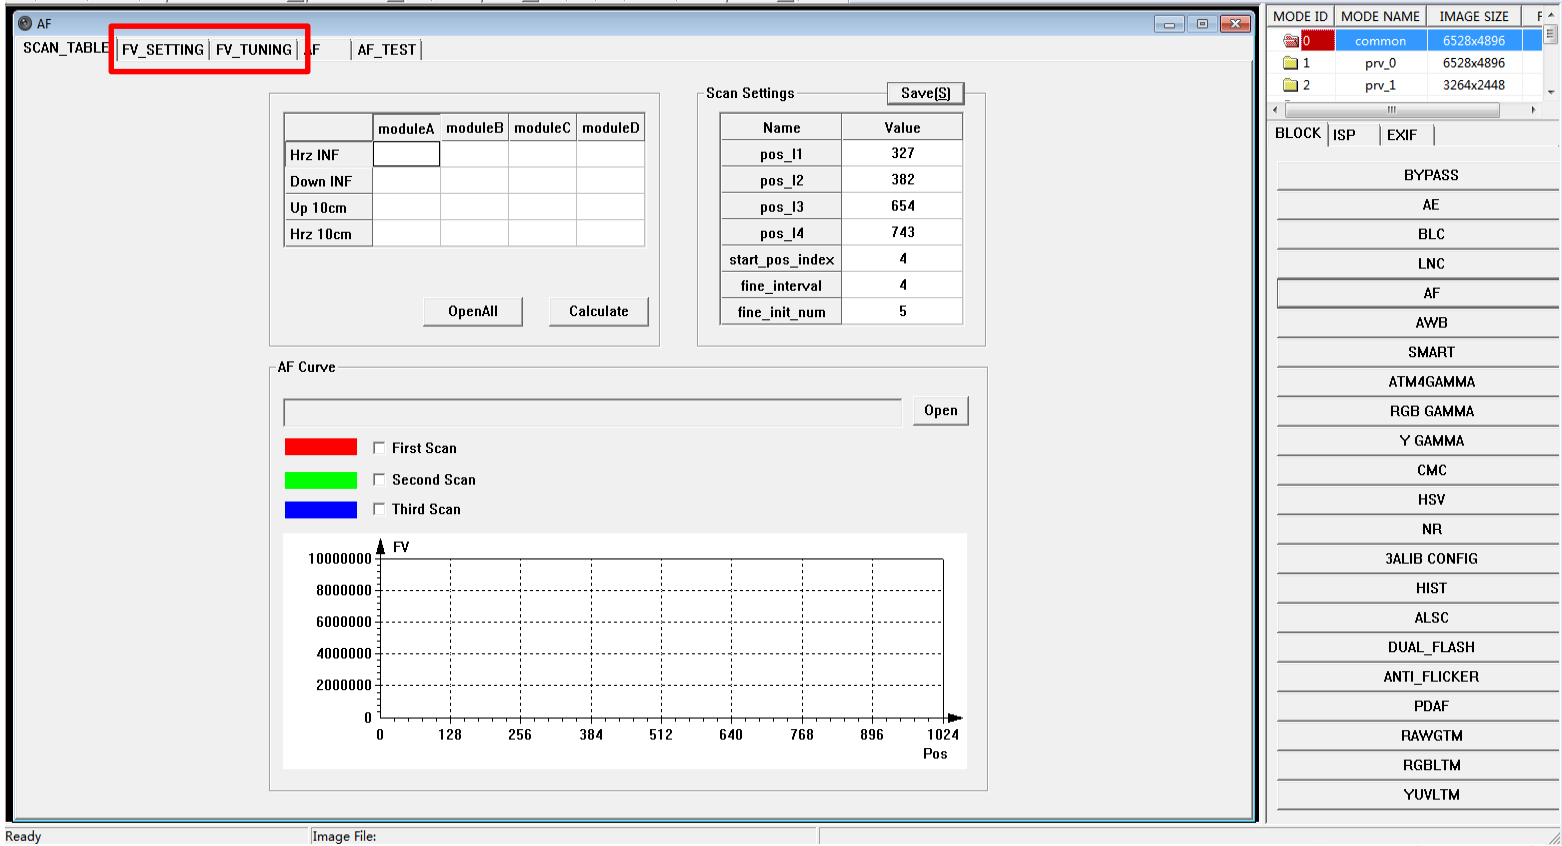 AF
SCAN_TABLE FV_SETTING FV_TUNING AF AF_TEST
moduleA moduleB moduleC moduleD
Hrz INF
Down INF
Up 10cm
Hrz 10cm
OpenAll Calculate
Scan Settings Save(S)
Name Value
pos_l1 327
pos_l2 382
pos_l3 654
pos_l4 743
start_pos_index 4
fine_interval 4
fine_init_num 5
AF Curve
Open
First Scan
Second Scan
Third Scan
FV
10000000
8000000
6000000
4000000
2000000
0
0 128 256 384 512 640 768 896 1024
Pos
MODE ID MODE NAME IMAGE SIZE F
0 common 6528x4896
1 prv_0 6528x4896
2 prv_1 3264x2448
BLOCK ISP EXIF
BYPASS
AE
BLC
LNC
AF
AWB
SMART
ATM4GAMMA
RGB GAMMA
Y GAMMA
CMC
HSV
NR
3ALIB CONFIG
HIST
ALSC
DUAL_FLASH
ANTI_FLICKER
PDAF
RAWGTM
RGBLTM
YUVLTM
Ready Image File: